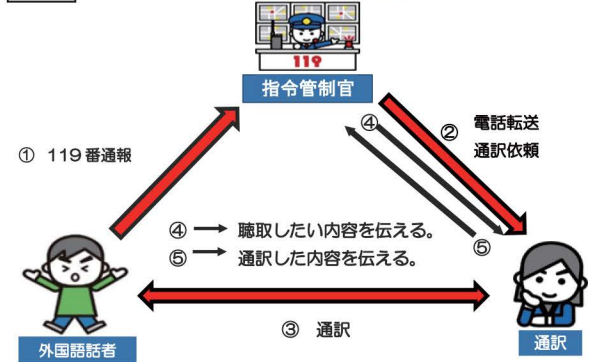 119
指令管制官
④
②
電話転送
通訳依頼
① 119番通報
④ → 聴取したい内容を伝える。
⑤ → 通訳した内容を伝える。
⑤
③ 通訳
外国語話者
通訳